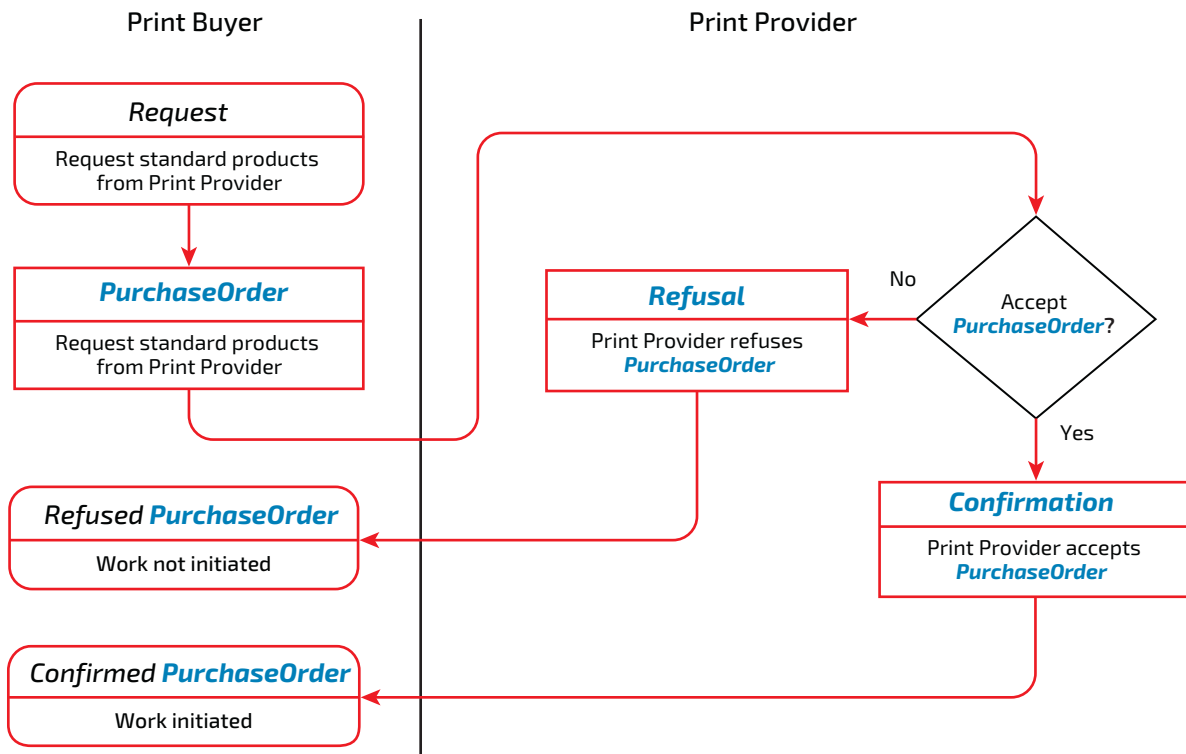 Print Buyer
Print Provider
Request
Request standard products
from Print Provider
PurchaseOrder
Request standard products
from Print Provider
No
Accept
PurchaseOrder?
Refusal
Print Provider refuses
PurchaseOrder
Yes
Refused PurchaseOrder
Work not initiated
Confirmation
Print Provider accepts
PurchaseOrder
Confirmed PurchaseOrder
Work initiated